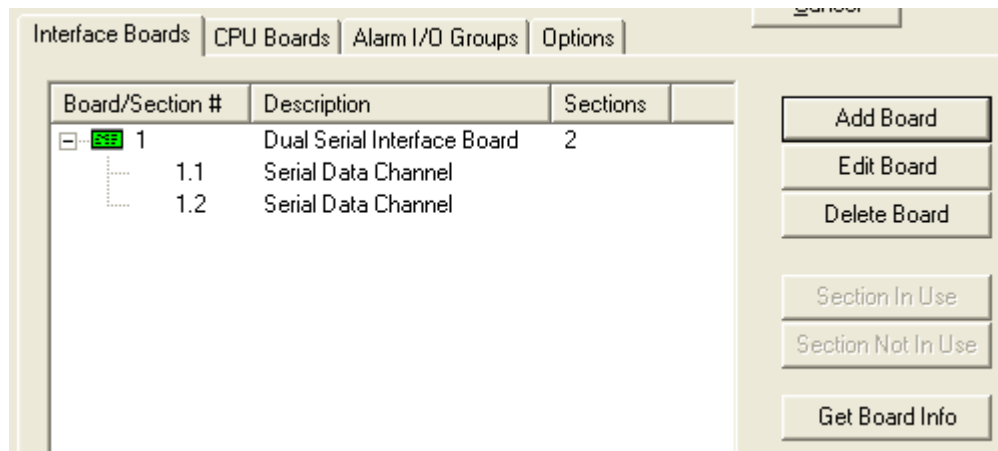 Interface Boards CPU Boards Alarm I/O Groups Options
Board/Section # Description Sections
1 Dual Serial Interface Board 2
1.1 Serial Data Channel
1.2 Serial Data Channel
Add Board
Edit Board
Delete Board
Section In Use
Section Not In Use
Get Board Info